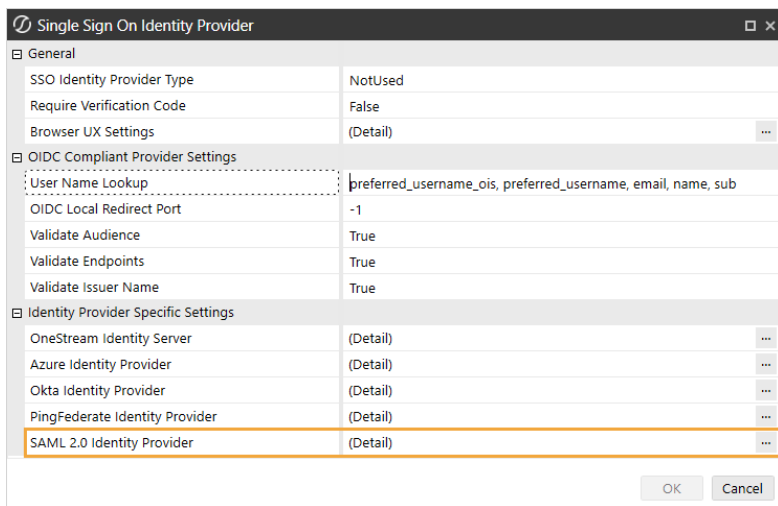 Single Sign On Identity Provider
General
SSO Identity Provider Type NotUsed
Require Verification Code False
Browser UX Settings (Detail) ...
OIDC Compliant Provider Settings
User Name Lookup preferred_username_ois, preferred_username, email, name, sub
OIDC Local Redirect Port -1
Validate Audience True
Validate Endpoints True
Validate Issuer Name True
Identity Provider Specific Settings
OneStream Identity Server (Detail) ...
Azure Identity Provider (Detail) ...
Okta Identity Provider (Detail) ...
PingFederate Identity Provider (Detail) ...
SAML 2.0 Identity Provider (Detail) ...
OK Cancel